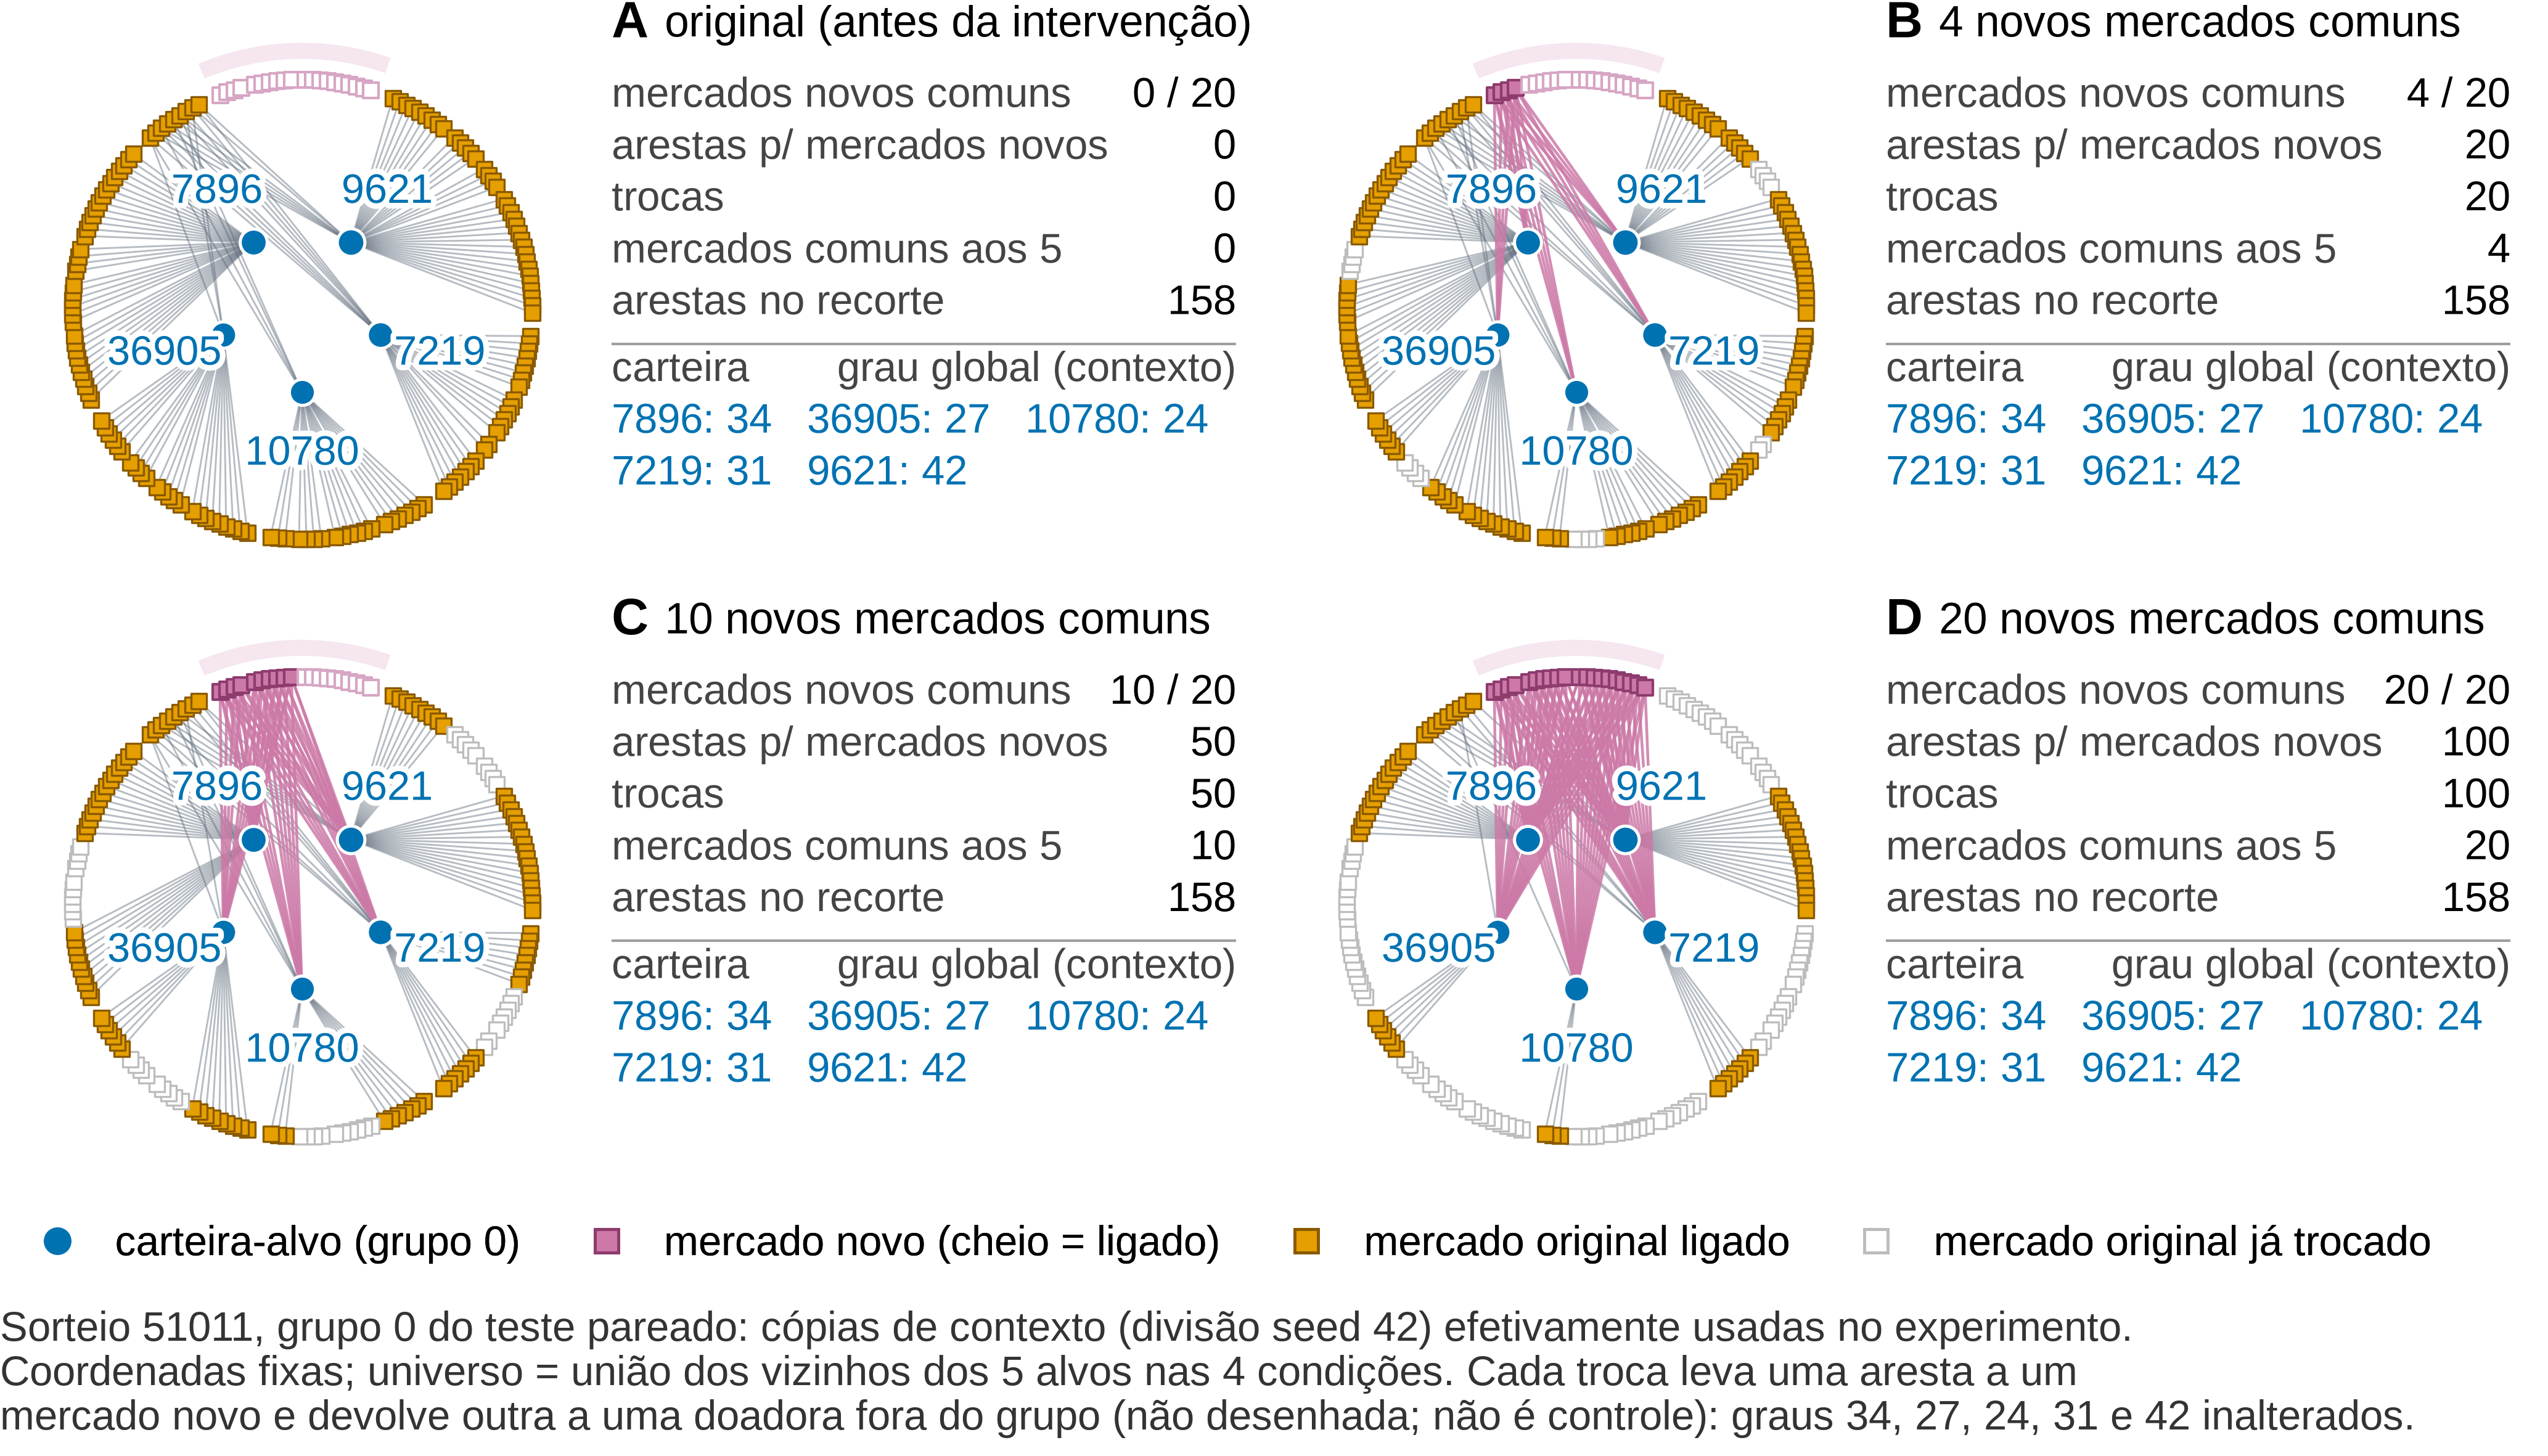 A original (antes da intervenção)
mercados novos comuns 0 / 20
arestas p/ mercados novos 0
trocas 0
mercados comuns aos 5 0
arestas no recorte 158
carteira grau global (contexto)
7896: 34 36905: 27 10780: 24
7219: 31 9621: 42
7896 9621
36905 7219
10780
B 4 novos mercados comuns
mercados novos comuns 4 / 20
arestas p/ mercados novos 20
trocas 20
mercados comuns aos 5 4
arestas no recorte 158
carteira grau global (contexto)
7896: 34 36905: 27 10780: 24
7219: 31 9621: 42
7896 9621
36905 7219
10780
C 10 novos mercados comuns
mercados novos comuns 10 / 20
arestas p/ mercados novos 50
trocas 50
mercados comuns aos 5 10
arestas no recorte 158
carteira grau global (contexto)
7896: 34 36905: 27 10780: 24
7219: 31 9621: 42
7896 9621
36905 7219
10780
D 20 novos mercados comuns
mercados novos comuns 20 / 20
arestas p/ mercados novos 100
trocas 100
mercados comuns aos 5 20
arestas no recorte 158
carteira grau global (contexto)
7896: 34 36905: 27 10780: 24
7219: 31 9621: 42
7896 9621
36905 7219
10780
carteira-alvo (grupo 0) mercado novo (cheio = ligado) mercado original ligado mercado original já trocado
Sorteio 51011, grupo 0 do teste pareado: cópias de contexto (divisão seed 42) efetivamente usadas no experimento.
Coordenadas fixas; universo = união dos vizinhos dos 5 alvos nas 4 condições. Cada troca leva uma aresta a um
mercado novo e devolve outra a uma doadora fora do grupo (não desenhada; não é controle): graus 34, 27, 24, 31 e 42 inalterados.